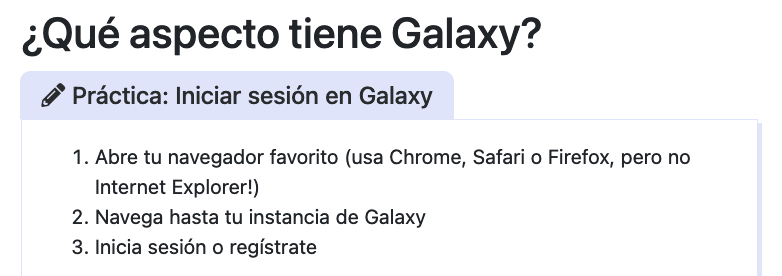 ¿Qué aspecto tiene Galaxy?
Práctica: Iniciar sesión en Galaxy
1. Abre tu navegador favorito (usa Chrome, Safari o Firefox, pero no
Internet Explorer!)
2. Navega hasta tu instancia de Galaxy
3. Inicia sesión o regístrate